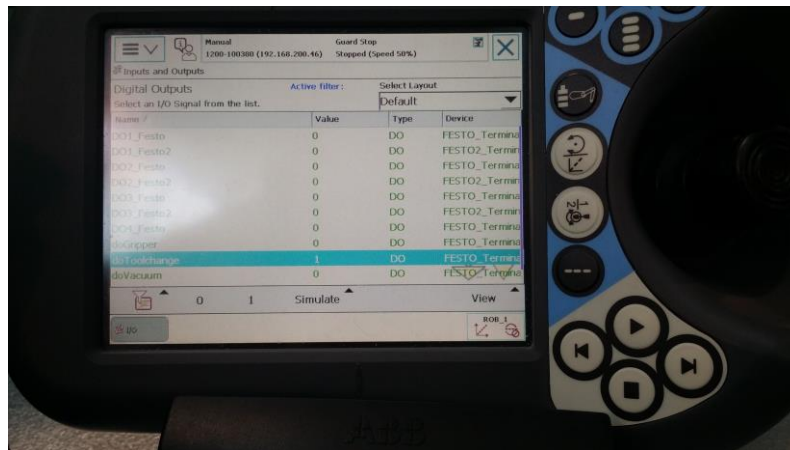 Manual
Guard Stop
1200-100380 (192.168.200.46)
Stopped (Speed 50%)
Inputs and Outputs
Digital Outputs
Active filter:
Select Layout
Select an I/O Signal from the list.
Default
Name Value Type Device
DO1_Festo 0 DO FESTO_Termina
DO1_Festo2 0 DO FESTO2_Termin
DO2_Festo 0 DO FESTO_Termina
DO2_Festo2 0 DO FESTO2_Termin
DO3_Festo 0 DO FESTO_Termina
DO3_Festo2 0 DO FESTO2_Termin
DO4_Festo 0 DO FESTO_Termina
doGripper 0 DO FESTO_Termina
doToolchange 1 DO FESTO_Termina
doVacuum 0 DO FESTO_Termina
0 1 Simulate View
I/O
ROB_1
ABB